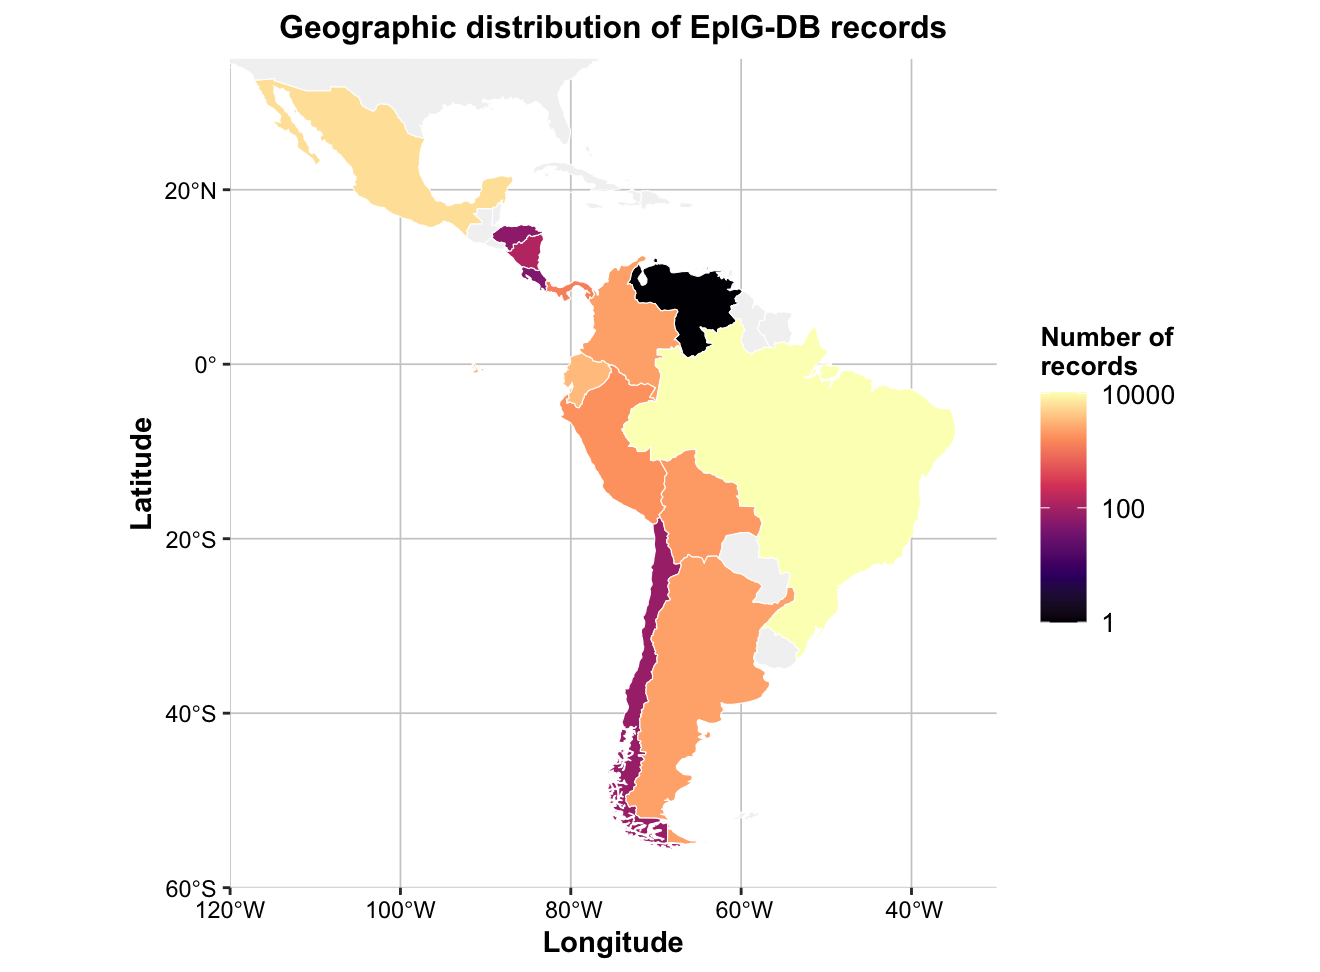 Geographic distribution of EpIG-DB records
20°N
0°
20°S
40°S
60°S
120°W
100°W
80°W
60°W
40°W
Longitude
Latitude
Number of
records
10000
100
1